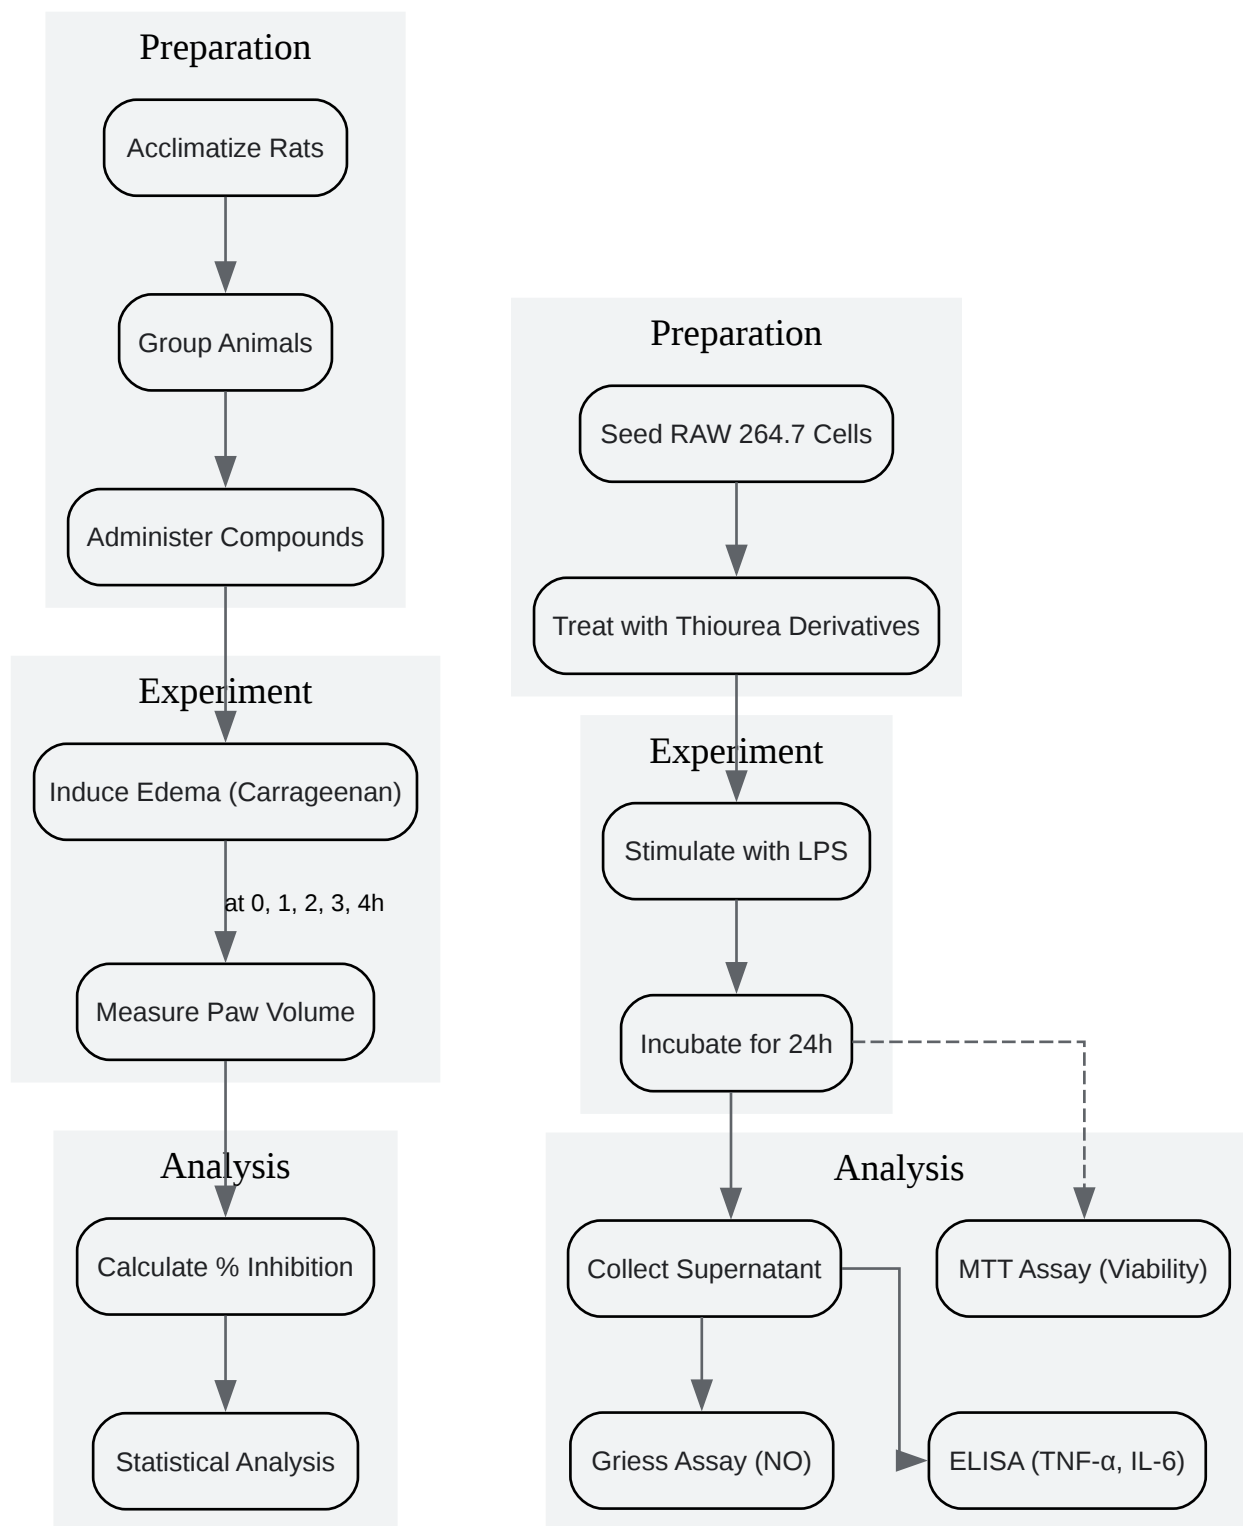 Preparation
Acclimatize Rats
Group Animals
Administer Compounds
Experiment
Induce Edema (Carrageenan)
at 0, 1, 2, 3, 4h
Measure Paw Volume
Analysis
Calculate % Inhibition
Statistical Analysis
Preparation
Seed RAW 264.7 Cells
Treat with Thiourea Derivatives
Experiment
Stimulate with LPS
Incubate for 24h
Analysis
Collect Supernatant
MTT Assay (Viability)
Griess Assay (NO)
ELISA (TNF-α, IL-6)